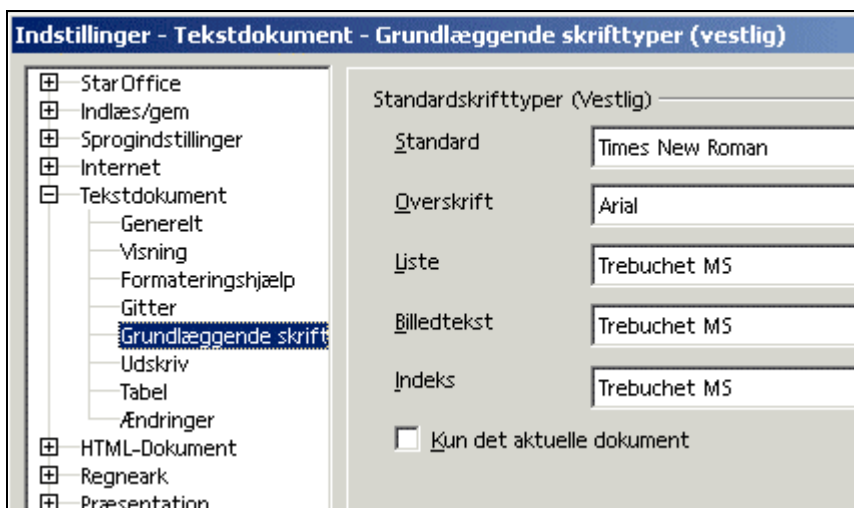 Indstillinger - Tekstdokument - Grundlæggende skrifttyper (vestlig)
StarOffice
Indlæs/gem
Sprogindstillinger
Internet
Tekstdokument
Generelt
Visning
Formateringshjælp
Gitter
Grundlæggende skrift
Udskriv
Tabel
Ændringer
HTML-Dokument
Regneark
Præsentation
Standardskrifttyper (Vestlig)
Standard Times New Roman
Overskrift Arial
Liste Trebuchet MS
Billedtekst Trebuchet MS
Indeks Trebuchet MS
Kun det aktuelle dokument